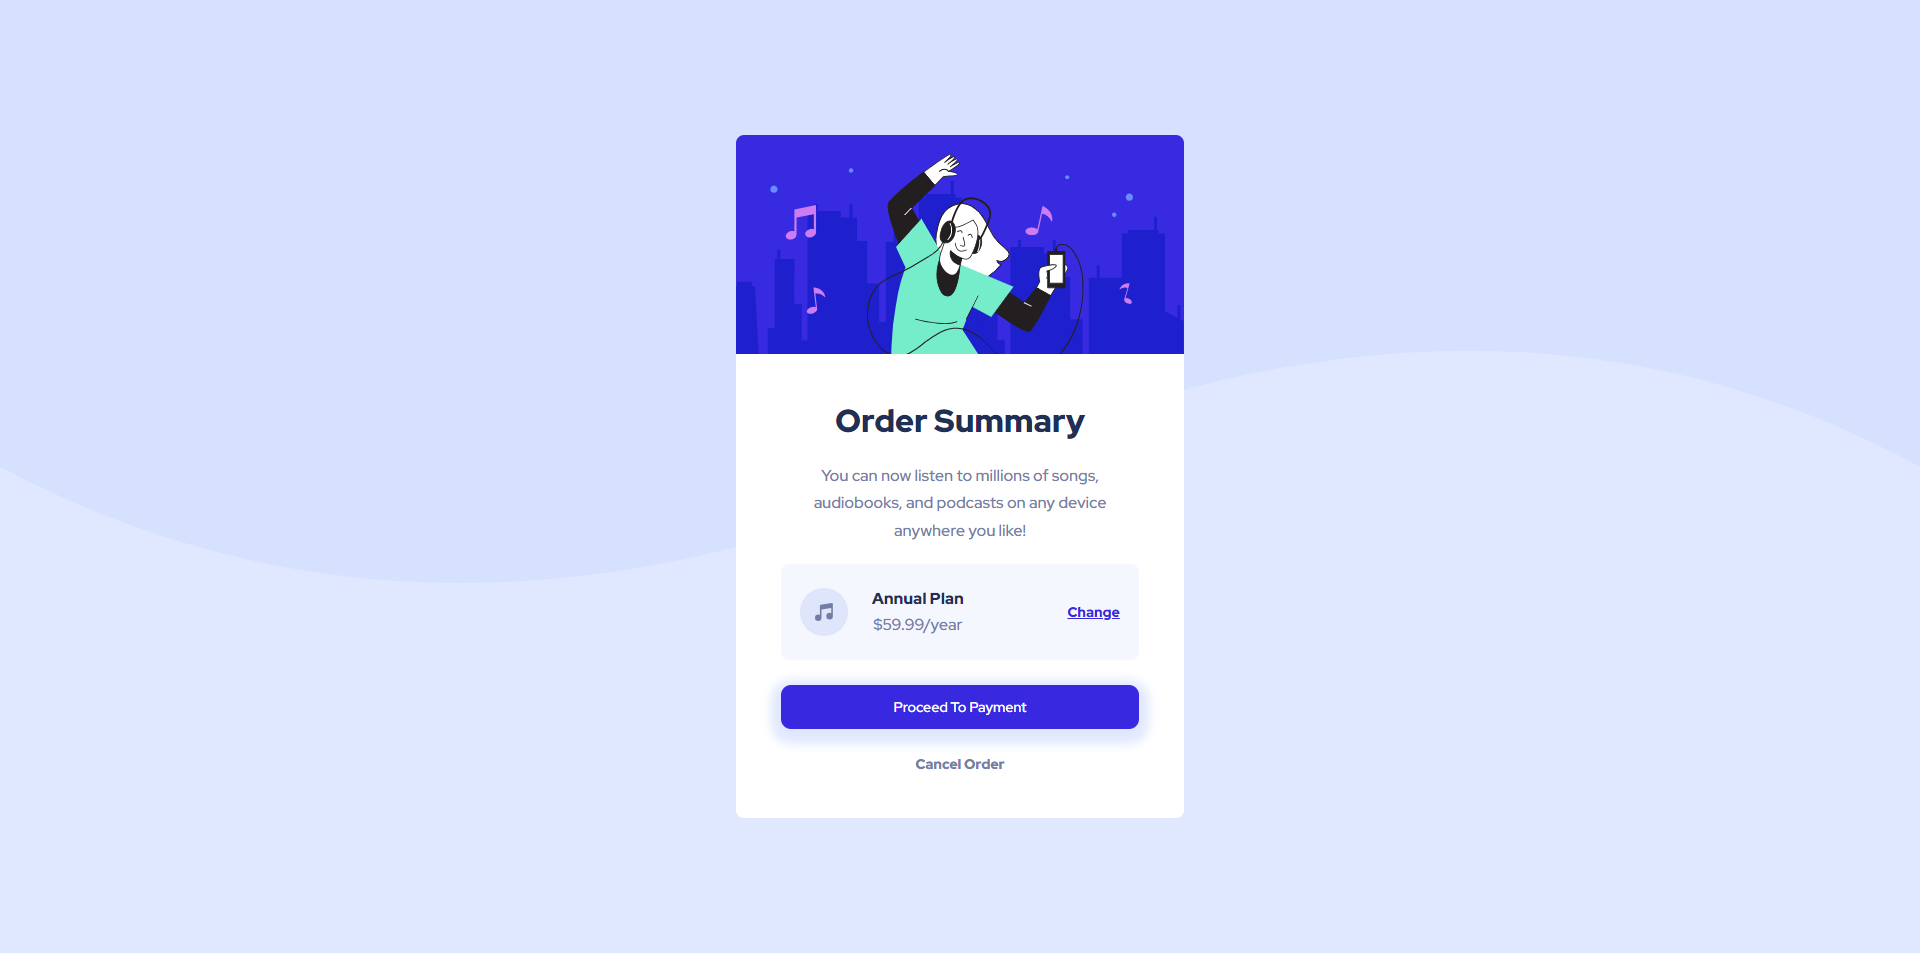 Order Summary
You can now listen to millions of songs,
audiobooks, and podcasts on any device
anywhere you like!
Annual Plan
$59.99/year
Change
Proceed To Payment
Cancel Order